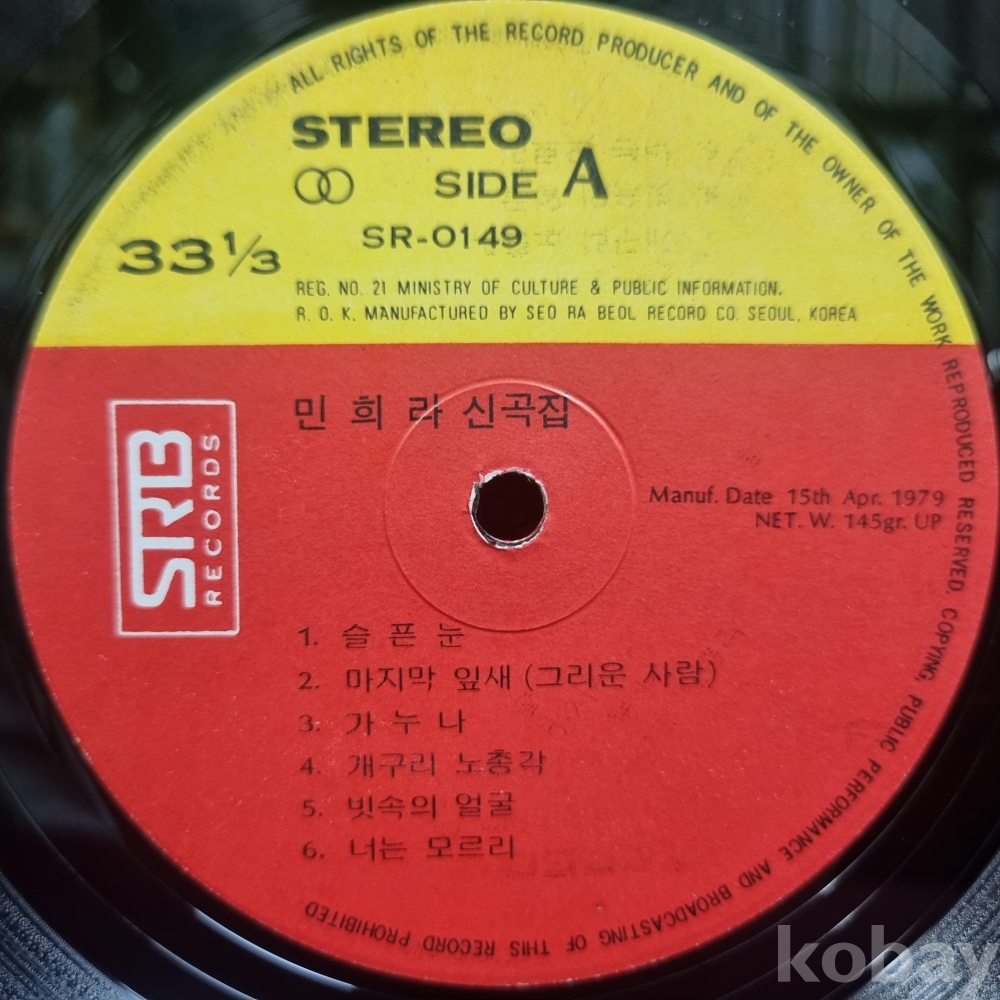 ALL RIGHTS OF THE RECORD PRODUCER AND OF THE OWNER OF THE WORK REPRODUCED RESERVED. COPYING, PUBLIC PERFORMANCE AND BROADCASTING OF THIS RECORD PROHIBITED
STEREO
SIDE A
SR-0149
33 1/3
REG. NO. 21 MINISTRY OF CULTURE & PUBLIC INFORMATION.
R. O. K. MANUFACTURED BY SEO RA BEOL RECORD CO. SEOUL, KOREA
민 희 라 신곡집
SRB
RECORDS
Manuf. Date 15th Apr. 1979
NET. W. 145gr. UP
1. 슬 픈 눈
2. 마지막 잎새 (그리운 사람)
3. 가 누 나
4. 개구리 노총각
5. 빗속의 얼굴
6. 너는 모르리
kobay